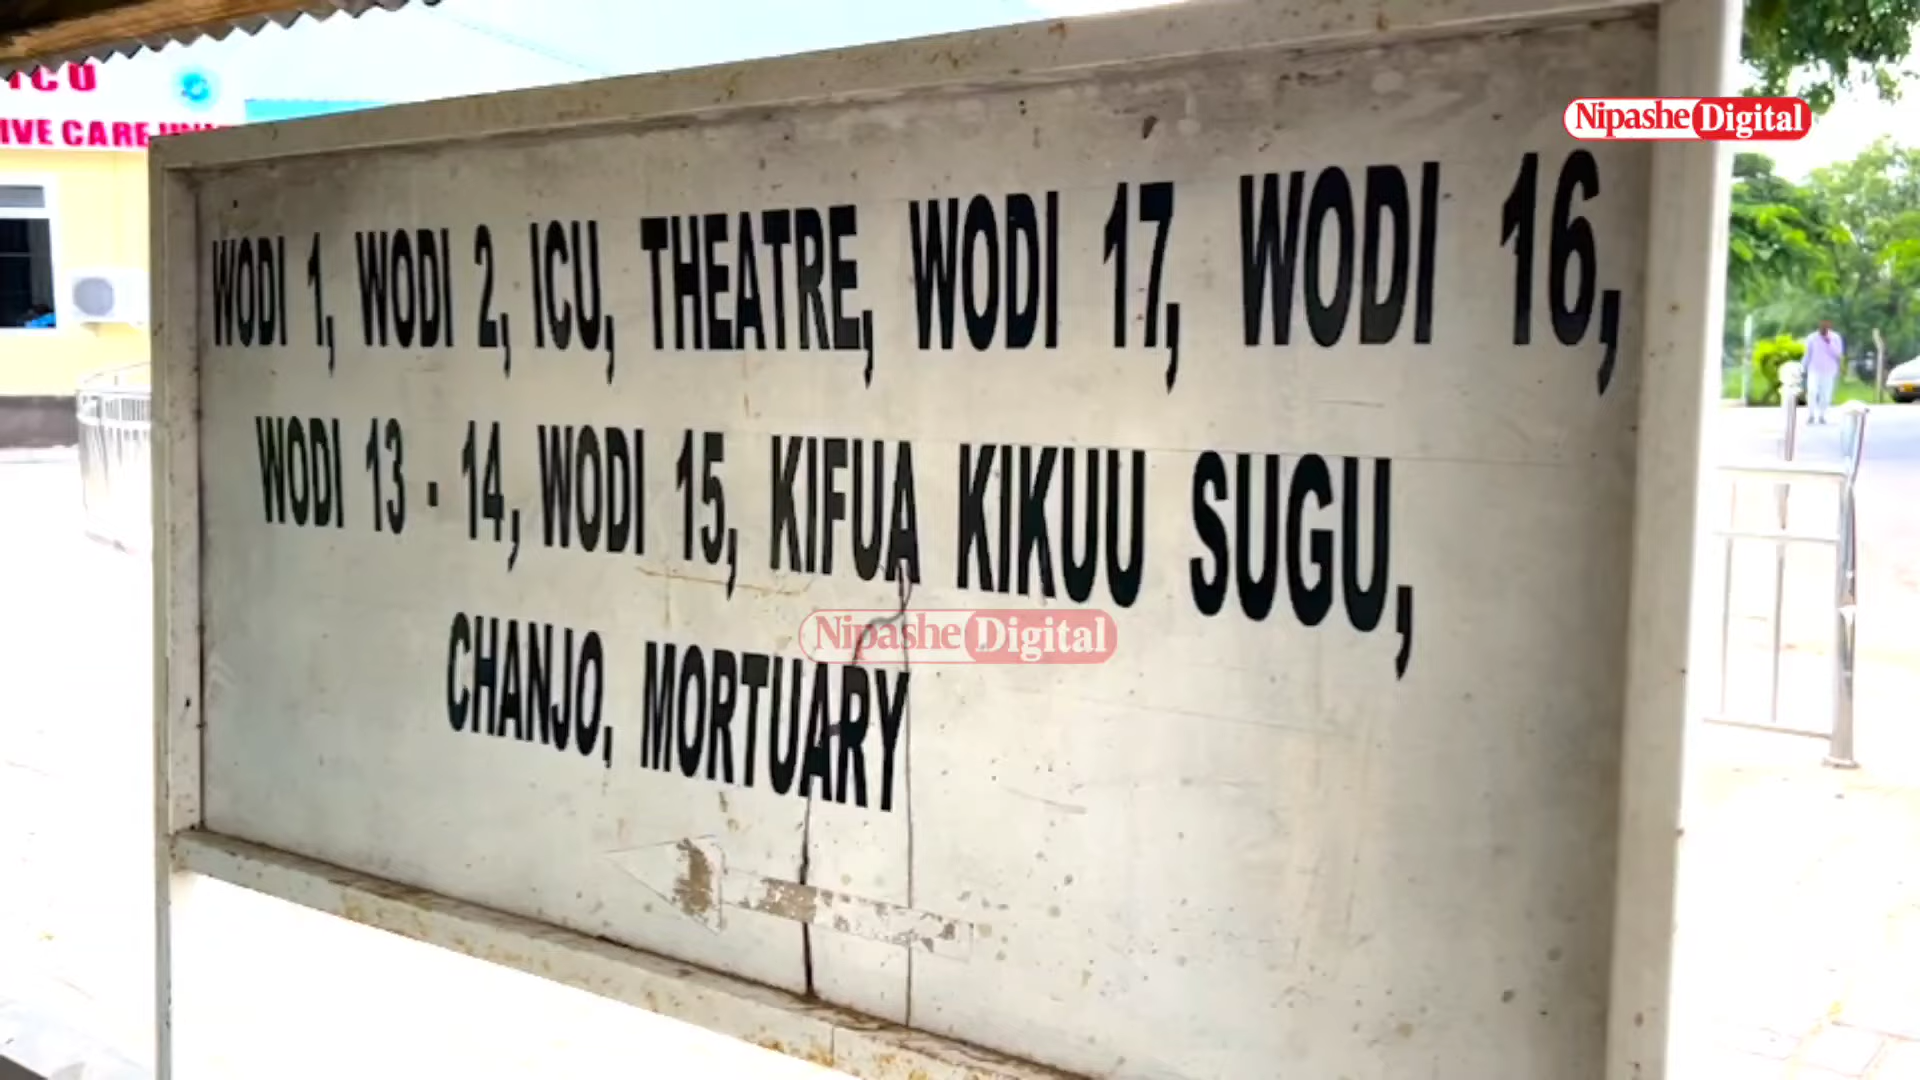 ICU
IVE CARE
Nipashe Digital
WODI 1, WODI 2, ICU, THEATRE, WODI 17, WODI 16,
WODI 13 - 14, WODI 15, KIFUA KIKUU SUGU,
Nipashe Digital
CHANJO, MORTUARY